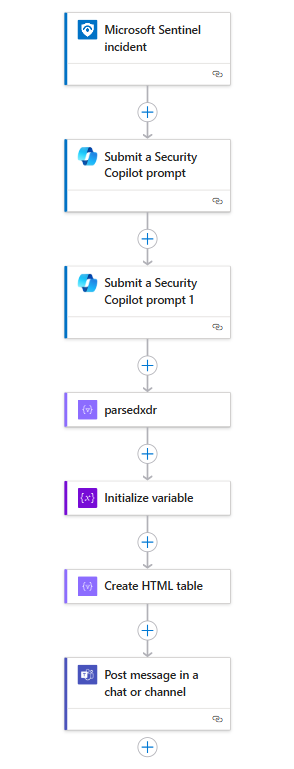 Microsoft Sentinel
incident
Submit a Security
Copilot prompt
Submit a Security
Copilot prompt 1
parsedxdr
Initialize variable
Create HTML table
Post message in a
chat or channel